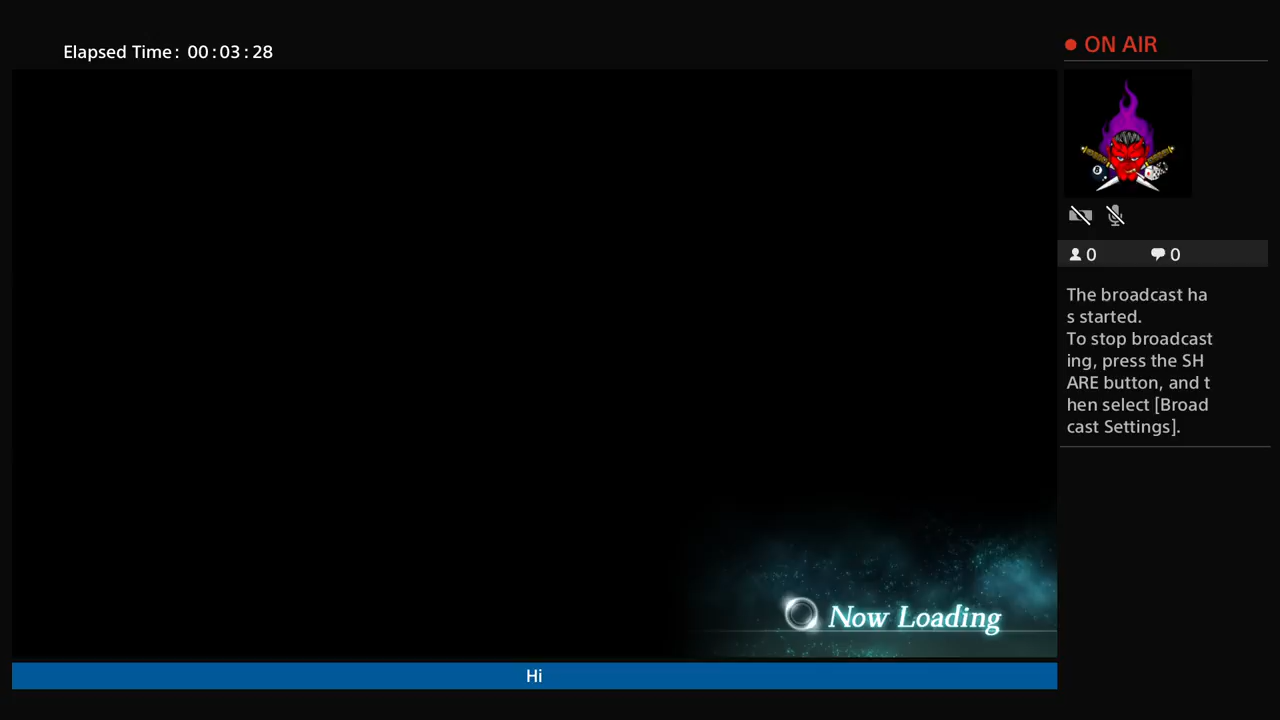 Elapsed Time: 00:03:28
ON AIR
0 0
The broadcast ha
s started.
To stop broadcast
ing, press the SH
ARE button, and t
hen select [Broad
cast Settings].
Now Loading
Hi